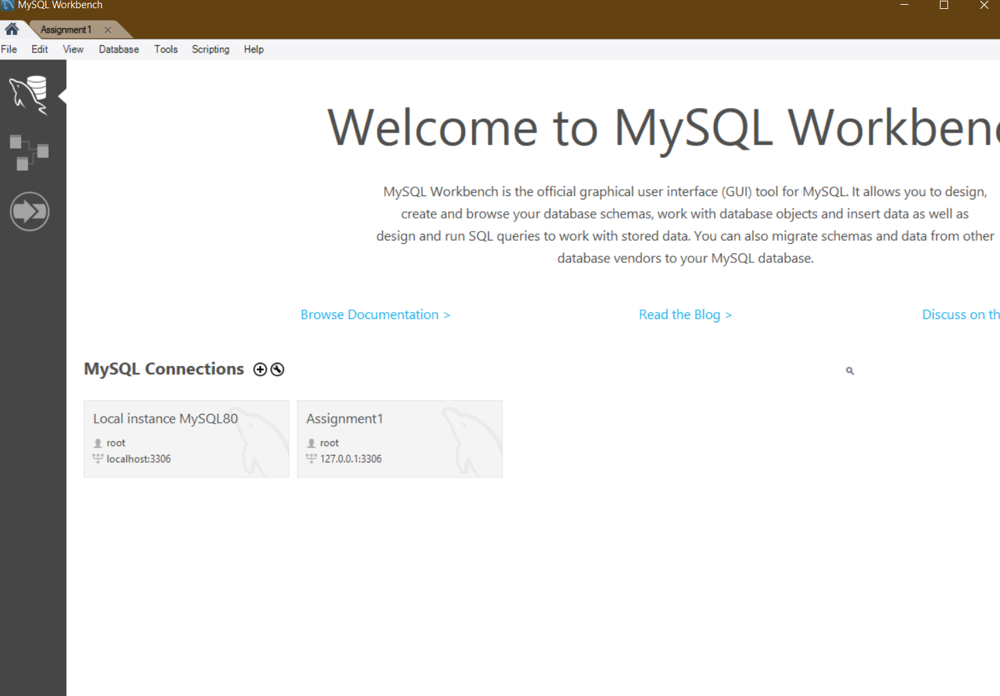 MySQL Workbench
Assignment1
File Edit View Database Tools Scripting Help
Welcome to MySQL Workben
MySQL Workbench is the official graphical user interface (GUI) tool for MySQL. It allows you to design,
create and browse your database schemas, work with database objects and insert data as well as
design and run SQL queries to work with stored data. You can also migrate schemas and data from other
database vendors to your MySQL database.
Browse Documentation > Read the Blog > Discuss on th
MySQL Connections
Local instance MySQL80
root
localhost:3306
Assignment1
root
127.0.0.1:3306